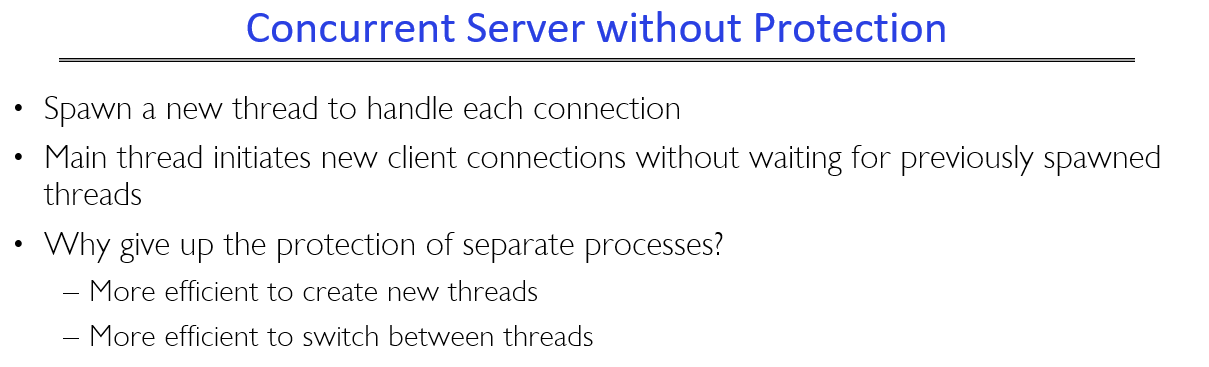 Concurrent Server without Protection
• Spawn a new thread to handle each connection
• Main thread initiates new client connections without waiting for previously spawned
threads
• Why give up the protection of separate processes?
– More efficient to create new threads
– More efficient to switch between threads